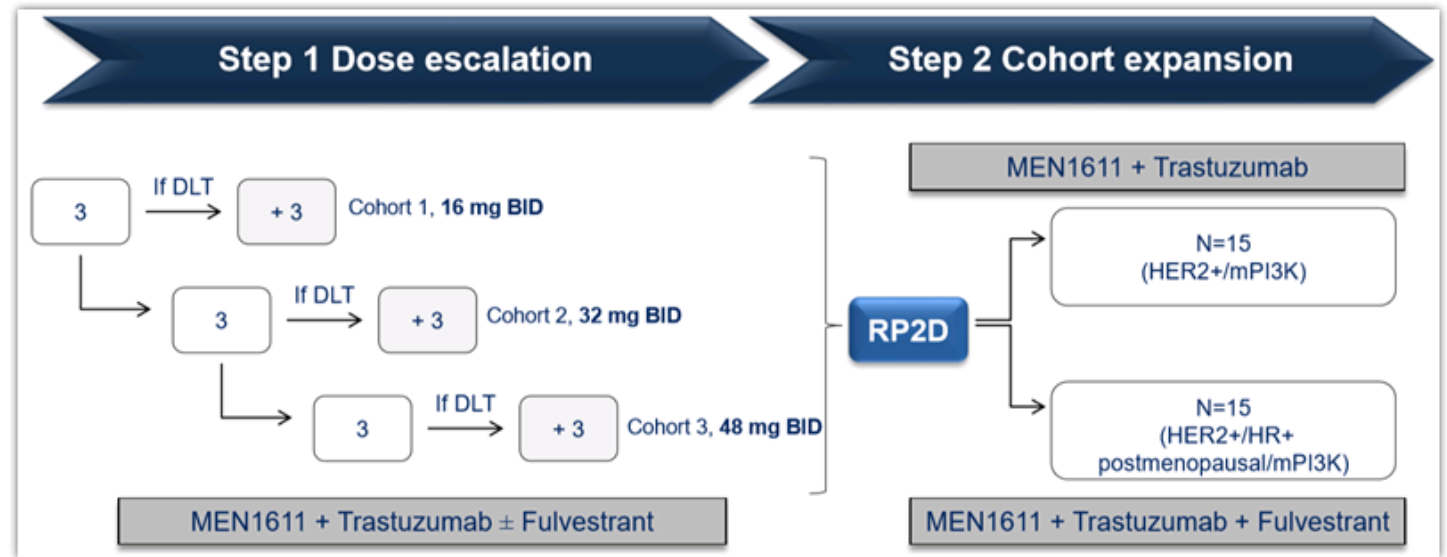 Step 1 Dose escalation
Step 2 Cohort expansion
3
If DLT
+ 3
Cohort 1, 16 mg BID
3
If DLT
+ 3
Cohort 2, 32 mg BID
3
If DLT
+ 3
Cohort 3, 48 mg BID
MEN1611 + Trastuzumab ± Fulvestrant
RP2D
MEN1611 + Trastuzumab
N=15
(HER2+/mPI3K)
N=15
(HER2+/HR+
postmenopausal/mPI3K)
MEN1611 + Trastuzumab + Fulvestrant